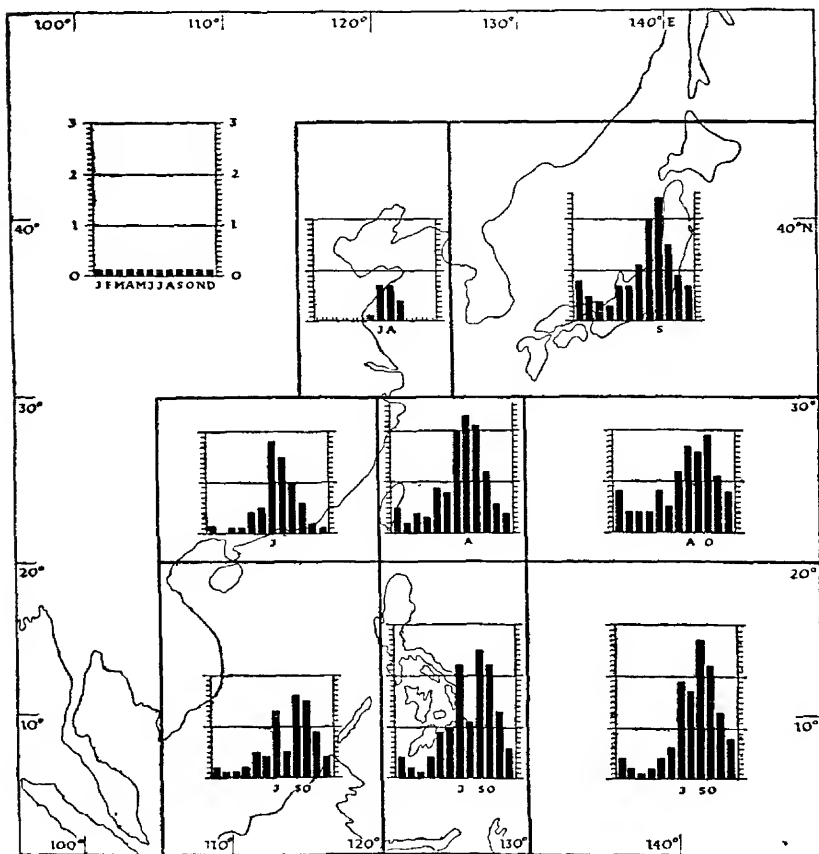 100° 110° 120° 130° 140° E
3 3
2 2
1 1
0 0
J F M A M J J A S O N D
40° 40° N
J A
S
30° 30°
J
A
A O
20° 20°
10° 10°
J S O
J S O
J S O
100° 110° 120° 130° 140°